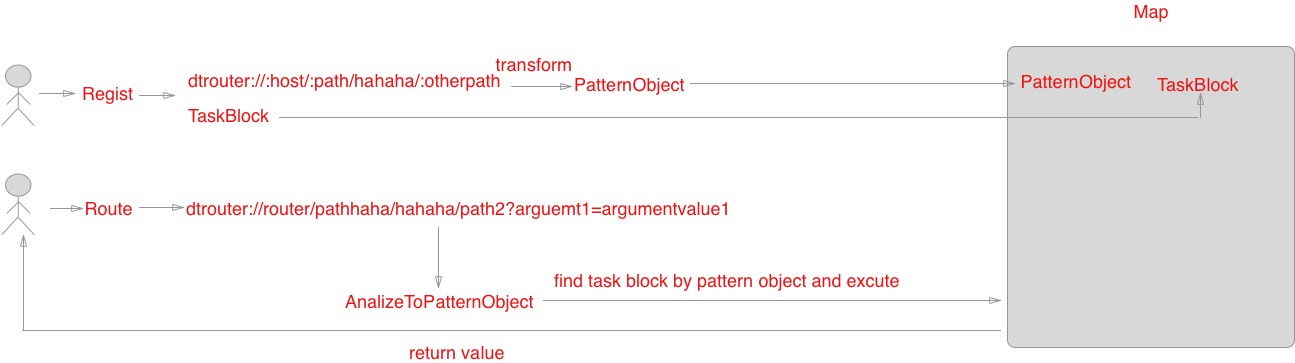 Map
transform
dtrouter://:host/:path/hahaha/:otherpath
PatternObject
PatternObject
TaskBlock
Regist
TaskBlock
Route
dtrouter://router/pathhaha/hahaha/path2?arguemt1=argumentvalue1
find task block by pattern object and excute
AnalizeToPatternObject
return value